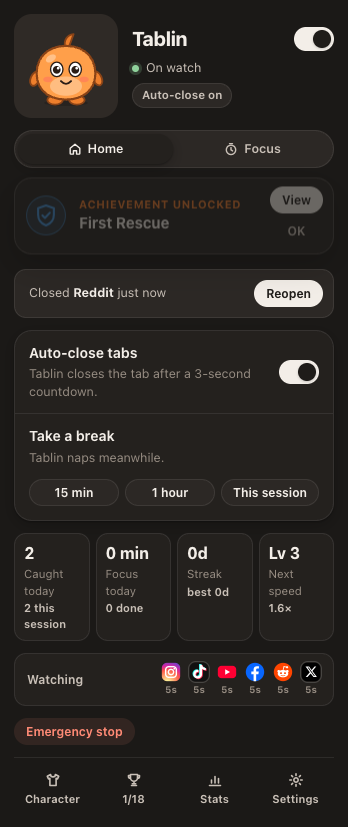 Tablin
On watch
Auto-close on
Home
Focus
ACHIEVEMENT UNLOCKED
First Rescue
View
OK
Closed Reddit just now
Reopen
Auto-close tabs
Tablin closes the tab after a 3-second
countdown.
Take a break
Tablin naps meanwhile.
15 min
1 hour
This session
2
Caught
today
2 this
session
0 min
Focus
today
0 done
0d
Streak
best 0d
Lv 3
Next
speed
1.6×
Watching
5s
5s
5s
5s
5s
5s
Emergency stop
Character
1/18
Stats
Settings